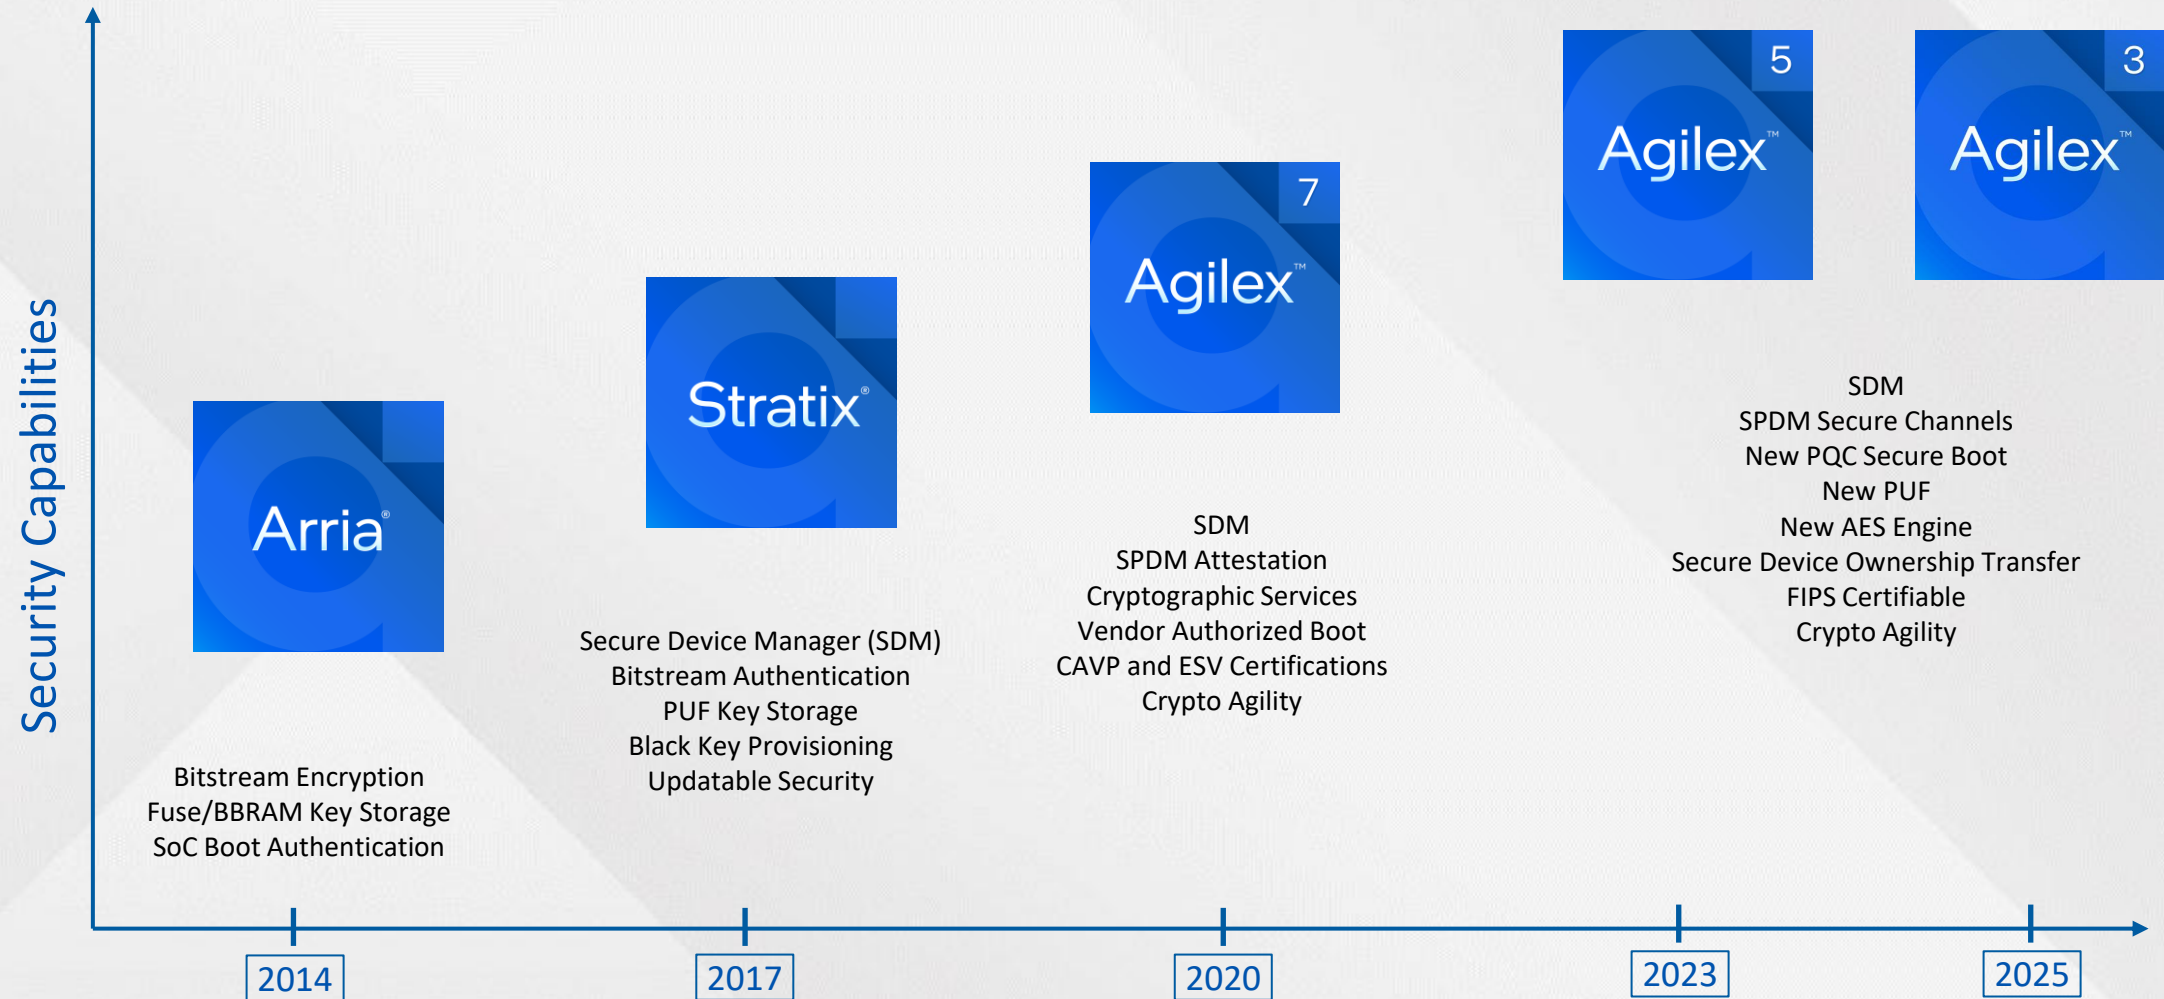 Security Capabilities
Arria®
Bitstream Encryption
Fuse/BBRAM Key Storage
SoC Boot Authentication
2014
Stratix®
Secure Device Manager (SDM)
Bitstream Authentication
PUF Key Storage
Black Key Provisioning
Updatable Security
2017
7
Agilex™
SDM
SPDM Attestation
Cryptographic Services
Vendor Authorized Boot
CAVP and ESV Certifications
Crypto Agility
2020
5
Agilex™
3
Agilex™
SDM
SPDM Secure Channels
New PQC Secure Boot
New PUF
New AES Engine
Secure Device Ownership Transfer
FIPS Certifiable
Crypto Agility
2023
2025